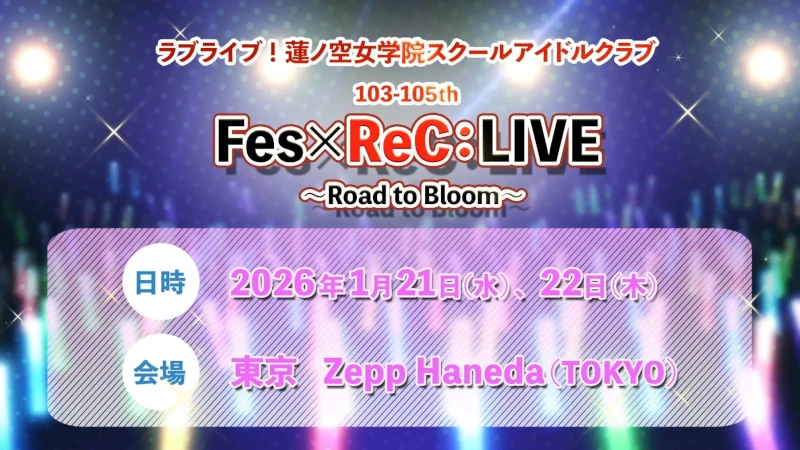 ラブライブ！蓮ノ空女学院スクールアイドルクラブ
103-105th
Fes×ReC:LIVE
～Road to Bloom～
日時 2026年1月21日(水)、22日(木)
会場 東京 Zepp Haneda(TOKYO)